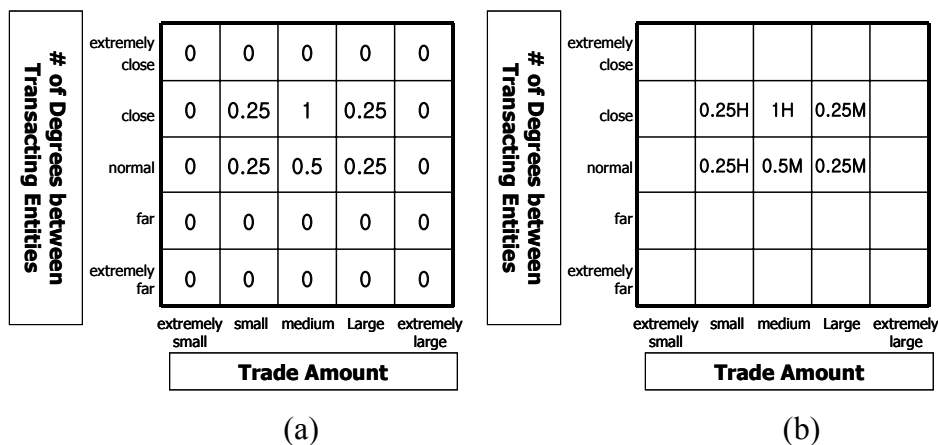 # of Degrees between
Transacting Entities
extremely
close
0 0 0 0 0
close
0 0.25 1 0.25 0
normal
0 0.25 0.5 0.25 0
far
0 0 0 0 0
extremely
far
0 0 0 0 0
extremely
small
small
medium
Large
extremely
large
Trade Amount
(a)
# of Degrees between
Transacting Entities
extremely
close
close
0.25H 1H 0.25M
normal
0.25H 0.5M 0.25M
far
extremely
far
extremely
small
small
medium
Large
extremely
large
Trade Amount
(b)